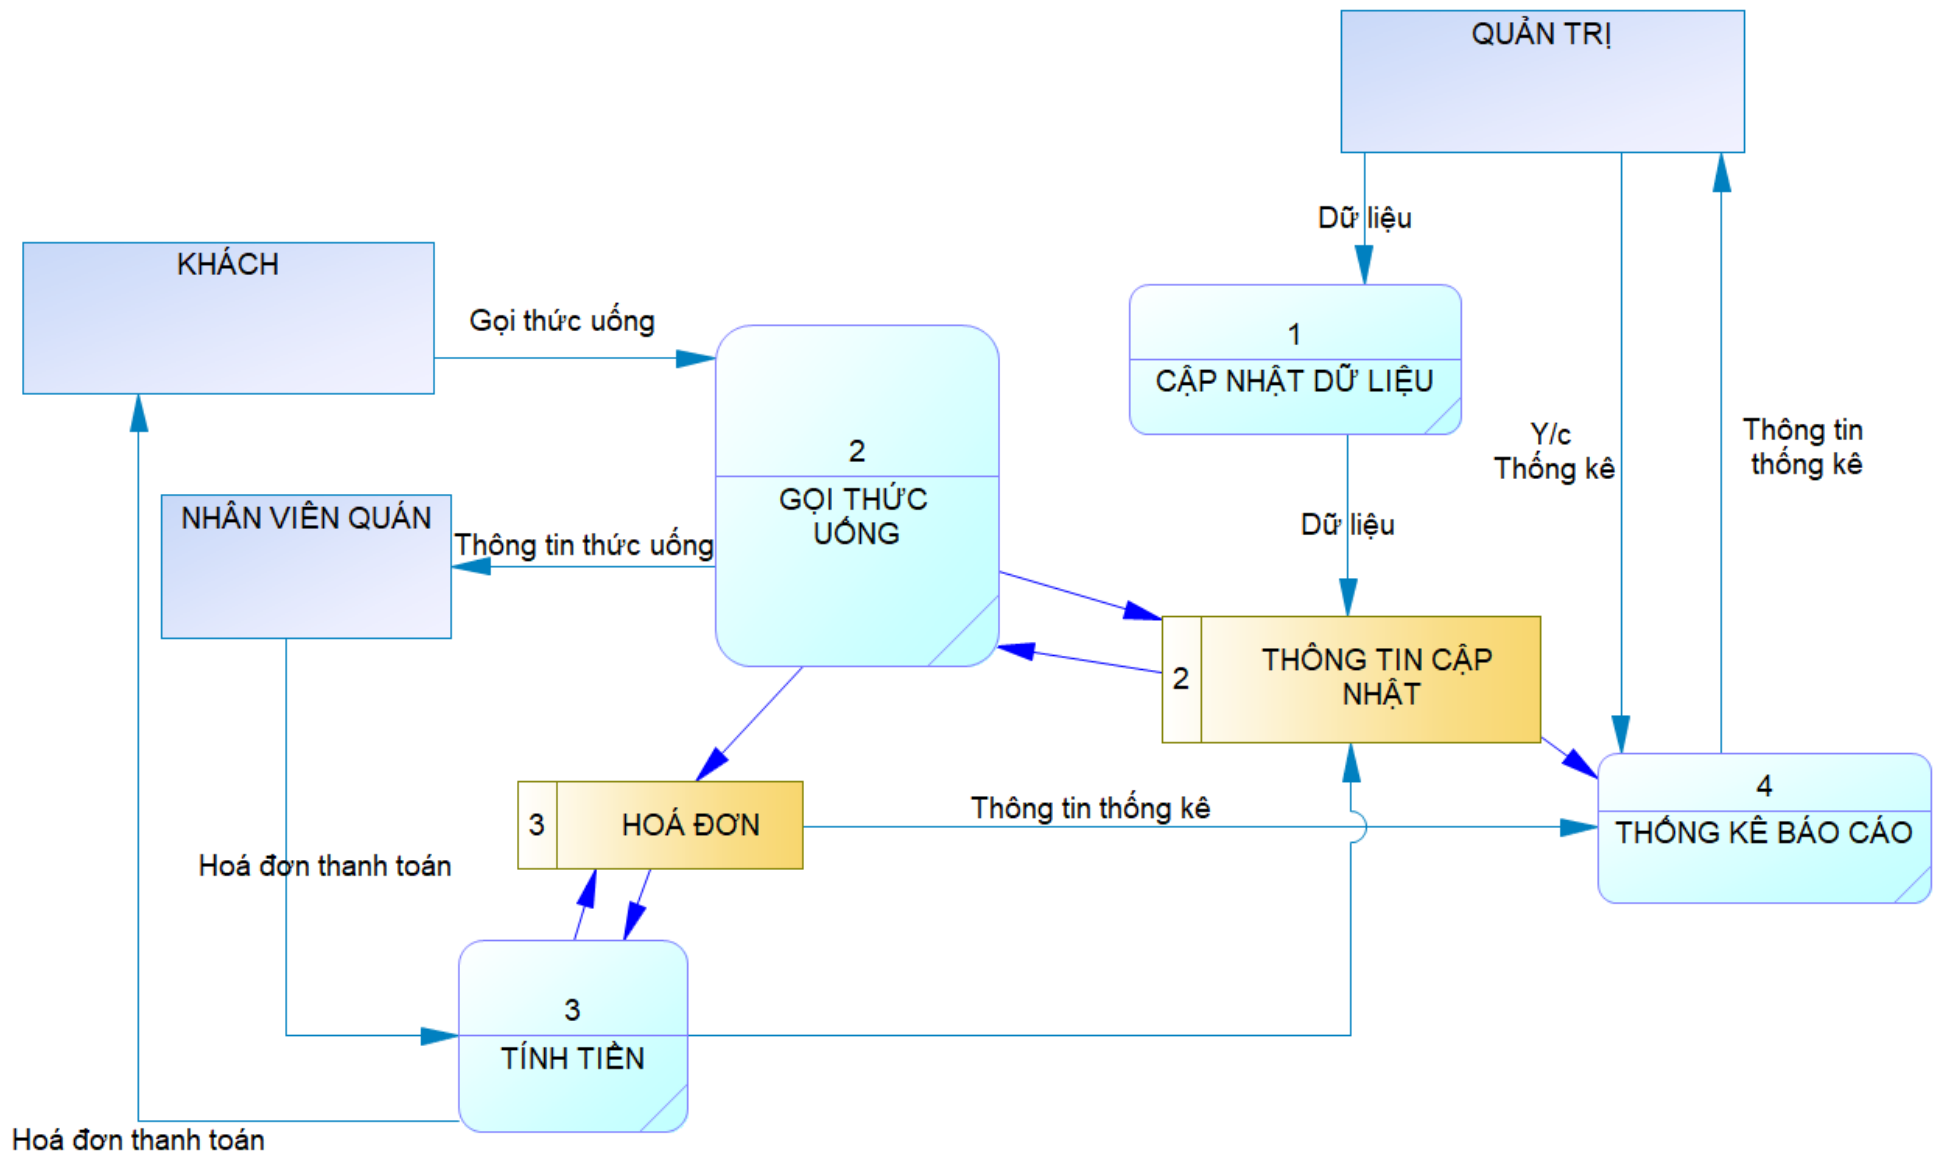 QUẢN TRỊ
Dữ liệu
KHÁCH
Gọi thức uống
1
CẬP NHẬT DỮ LIỆU
Y/c
Thống kê
Thông tin
thống kê
2
GỌI THỨC
UỐNG
NHÂN VIÊN QUÁN
Thông tin thức uống
Dữ liệu
2
THÔNG TIN CẬP
NHẬT
3
HOÁ ĐƠN
Thông tin thống kê
4
THỐNG KÊ BÁO CÁO
Hoá đơn thanh toán
3
TÍNH TIỀN
Hoá đơn thanh toán